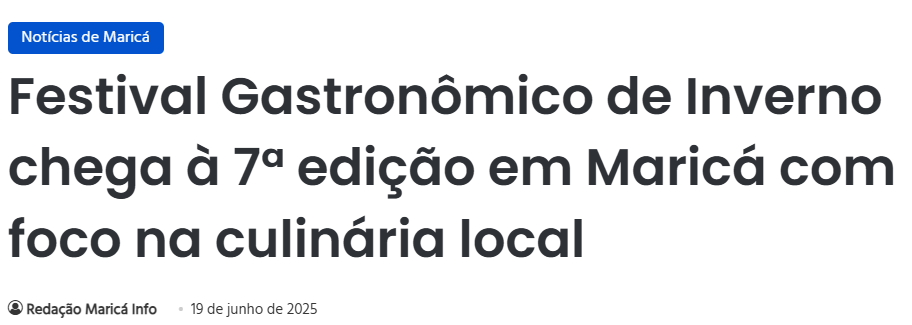 Notícias de Maricá
Festival Gastronômico de Inverno
chega à 7ª edição em Maricá com
foco na culinária local
Redação Maricá Info • 19 de junho de 2025